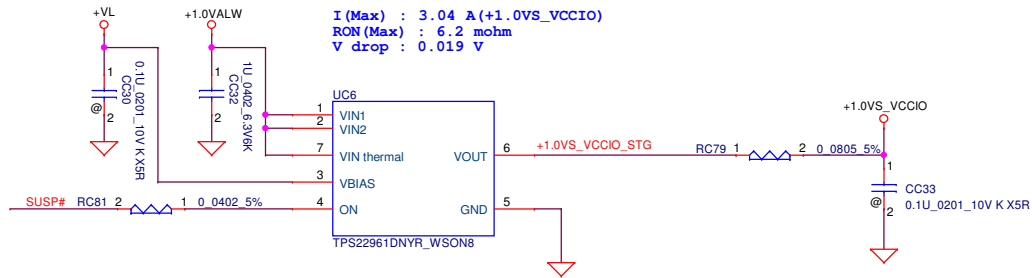 I(Max) : 3.04 A(+1.0VS_VCCIO)
RON(Max) : 6.2 mohm
V drop : 0.019 V
+VL
+1.0VALW
1
2
@
CC30
0.1U_0201_10V K X5R
1
2
CC32
1U_0402_6.3V6K
UC6
1 VIN1
2 VIN2
7 VIN thermal
3 VBIAS
4 ON
VOUT 6
GND 5
TPS22961DNYR_WSON8
SUSP# RC81 2 1 0_0402_5%
+1.0VS_VCCIO_STG RC79 1 2 0_0805_5%
+1.0VS_VCCIO
1
2
@
CC33
0.1U_0201_10V K X5R